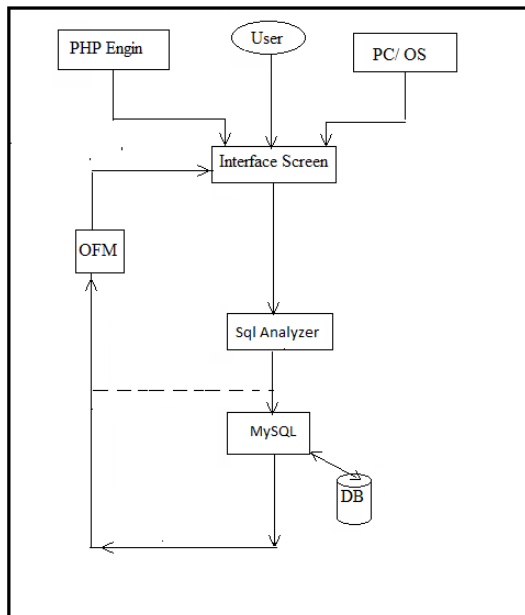 PHP Engin
User
PC/ OS
Interface Screen
OFM
Sql Analyzer
MySQL
DB